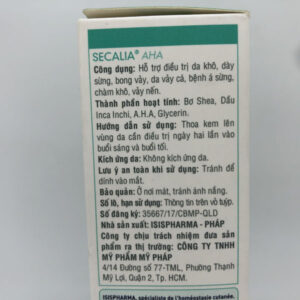 SECALIA® AHA
Công dụng: Hỗ trợ điều trị da khô, dày
sừng, bong vảy, da vảy cá, bệnh á sừng,
chàm khô, vảy nến.
Thành phần hoạt tính: Bơ Shea, Dầu
Inca Inchi, A.H.A, Glycerin.
Hướng dẫn sử dụng: Thoa kem lên
vùng da cần điều trị ngày hai lần vào
buổi sáng và buổi tối.
Kích ứng da: Không kích ứng da.
Lưu ý an toàn khi sử dụng: Tránh để
dính vào mắt.
Bảo quản: Ở nơi mát, tránh ánh nắng.
Số lô, hạn sử dụng: Thông tin trên vỏ hộp.
Số đăng ký: 35667/17/CBMP-QLD
Nhà sản xuất: ISISPHARMA - PHÁP
Công ty chịu trách nhiệm đưa sản
phẩm ra thị trường: CÔNG TY TNHH
MỸ PHẨM MỸ PHÁP
4/14 Đường số 77-TML, Phường Thạnh
Mỹ Lợi, Quận 2, Tp. HCM
ISISPHARMA, spécialiste de l'homéostasie cutanée,